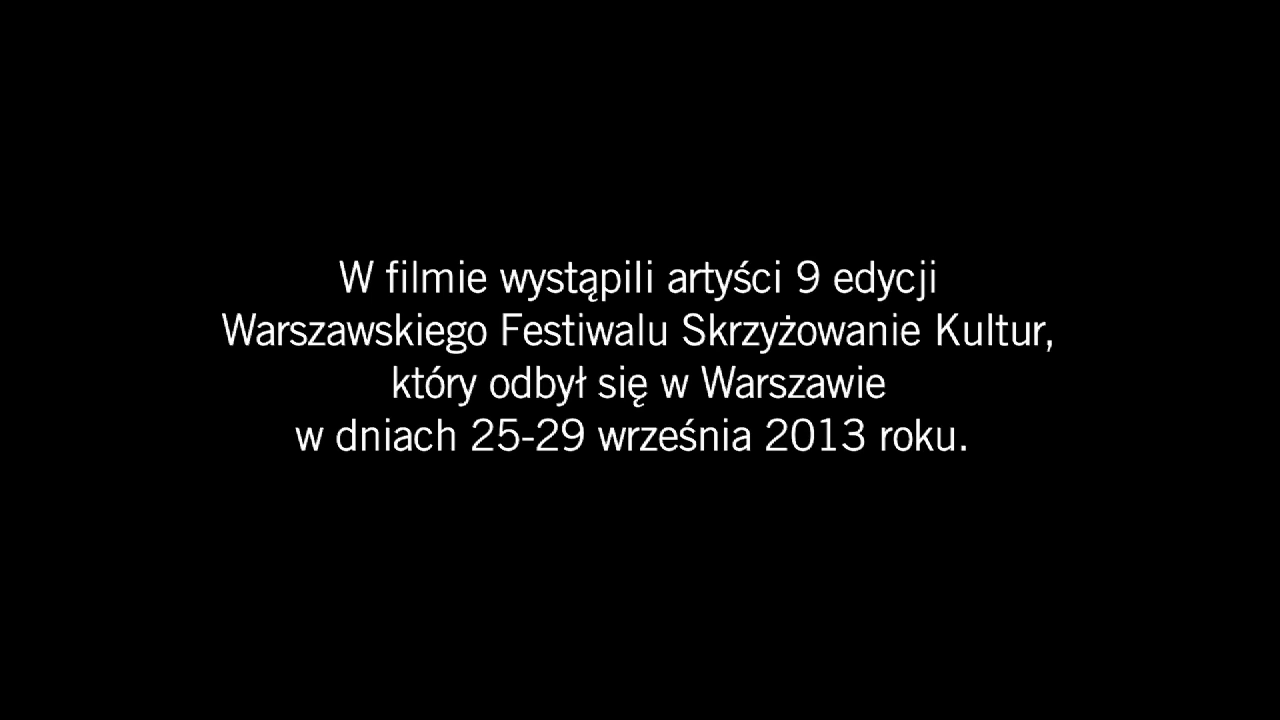 W filmie wystąpili artyści 9 edycji
Warszawskiego Festiwalu Skrzyżowanie Kultur,
który odbył się w Warszawie
w dniach 25-29 września 2013 roku.